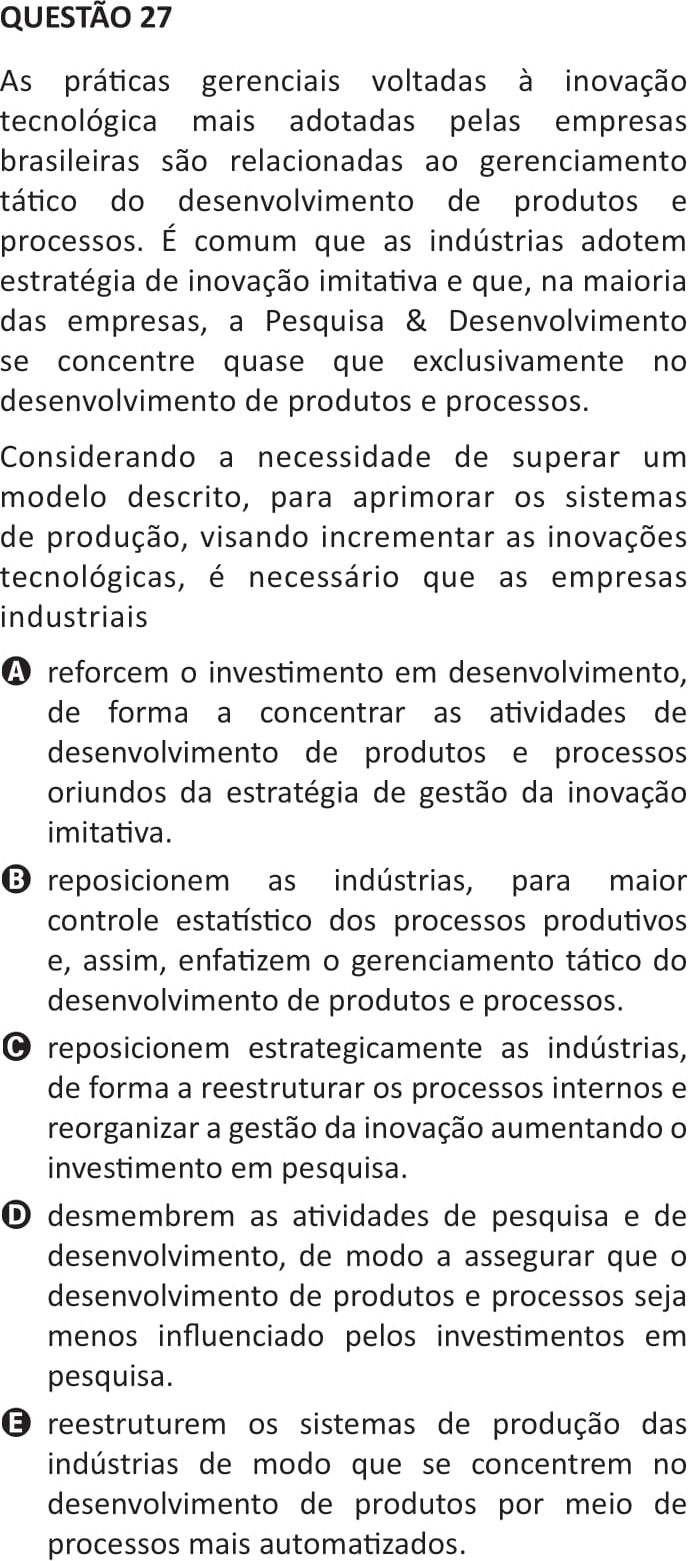 QUESTÃO 27
As práticas gerenciais voltadas à inovação
tecnológica mais adotadas pelas empresas
brasileiras são relacionadas ao gerenciamento
tático do desenvolvimento de produtos e
processos. É comum que as indústrias adotem
estratégia de inovação imitativa e que, na maioria
das empresas, a Pesquisa & Desenvolvimento
se concentre quase que exclusivamente no
desenvolvimento de produtos e processos.
Considerando a necessidade de superar um
modelo descrito, para aprimorar os sistemas
de produção, visando incrementar as inovações
tecnológicas, é necessário que as empresas
industriais
A reforcem o investimento em desenvolvimento,
de forma a concentrar as atividades de
desenvolvimento de produtos e processos
oriundos da estratégia de gestão da inovação
imitativa.
B reposicionem as indústrias, para maior
controle estatístico dos processos produtivos
e, assim, enfatizem o gerenciamento tático do
desenvolvimento de produtos e processos.
C reposicionem estrategicamente as indústrias,
de forma a reestruturar os processos internos e
reorganizar a gestão da inovação aumentando o
investimento em pesquisa.
D desmembrem as atividades de pesquisa e de
desenvolvimento, de modo a assegurar que o
desenvolvimento de produtos e processos seja
menos influenciado pelos investimentos em
pesquisa.
E reestruturem os sistemas de produção das
indústrias de modo que se concentrem no
desenvolvimento de produtos por meio de
processos mais automatizados.